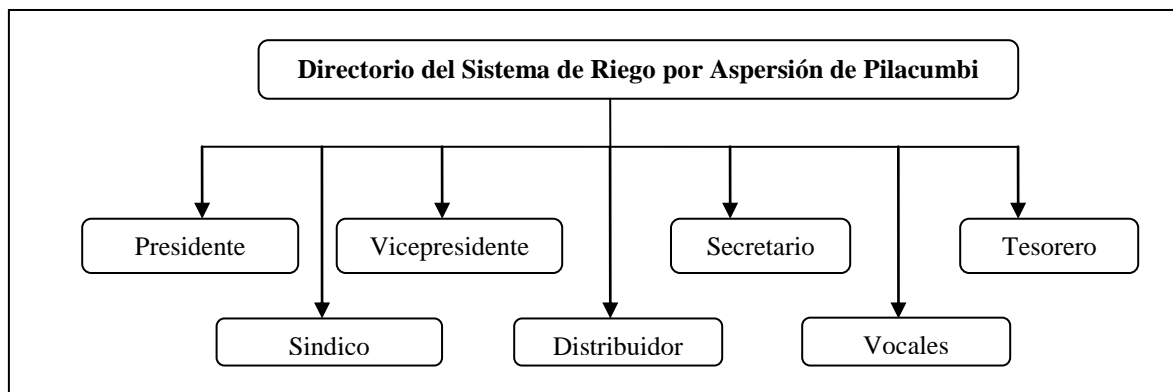 Directorio del Sistema de Riego por Aspersión de Pilacumbi
Presidente
Vicepresidente
Secretario
Tesorero
Sindico
Distribuidor
Vocales